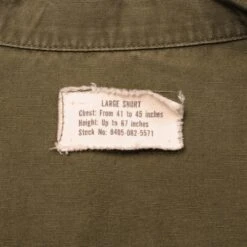 LARGE SHORT
Chest: From 41 to 45 inches
Height: Up to 67 inches
Stock No: 8405-082-5571